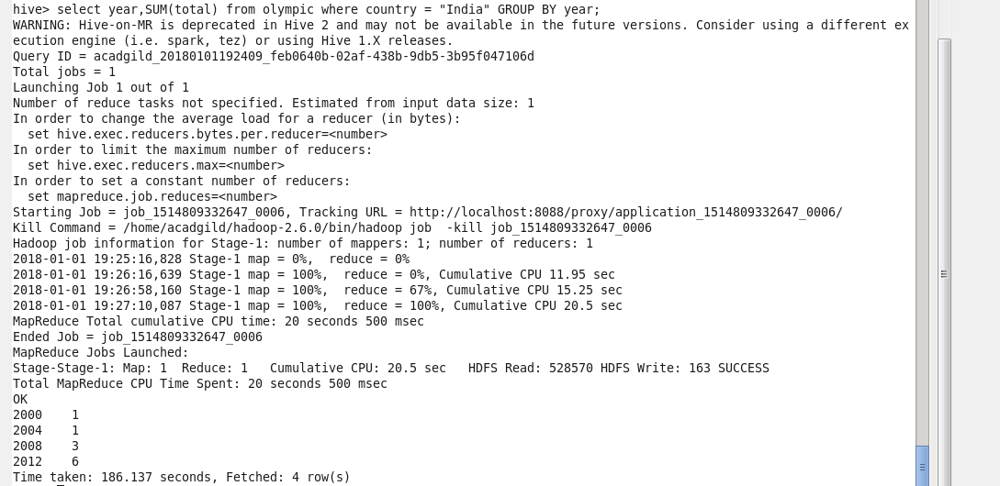 hive> select year,SUM(total) from olympic where country = "India" GROUP BY year;
WARNING: Hive-on-MR is deprecated in Hive 2 and may not be available in the future versions. Consider using a different ex
ecution engine (i.e. spark, tez) or using Hive 1.X releases.
Query ID = acadgild_20180101192409_feb0640b-02af-438b-9db5-3b95f047106d
Total jobs = 1
Launching Job 1 out of 1
Number of reduce tasks not specified. Estimated from input data size: 1
In order to change the average load for a reducer (in bytes):
  set hive.exec.reducers.bytes.per.reducer=<number>
In order to limit the maximum number of reducers:
  set hive.exec.reducers.max=<number>
In order to set a constant number of reducers:
  set mapreduce.job.reduces=<number>
Starting Job = job_1514809332647_0006, Tracking URL = http://localhost:8088/proxy/application_1514809332647_0006/
Kill Command = /home/acadgild/hadoop-2.6.0/bin/hadoop job  -kill job_1514809332647_0006
Hadoop job information for Stage-1: number of mappers: 1; number of reducers: 1
2018-01-01 19:25:16,828 Stage-1 map = 0%,  reduce = 0%
2018-01-01 19:26:16,639 Stage-1 map = 100%,  reduce = 0%, Cumulative CPU 11.95 sec
2018-01-01 19:26:58,160 Stage-1 map = 100%,  reduce = 67%, Cumulative CPU 15.25 sec
2018-01-01 19:27:10,087 Stage-1 map = 100%,  reduce = 100%, Cumulative CPU 20.5 sec
MapReduce Total cumulative CPU time: 20 seconds 500 msec
Ended Job = job_1514809332647_0006
MapReduce Jobs Launched:
Stage-Stage-1: Map: 1  Reduce: 1   Cumulative CPU: 20.5 sec   HDFS Read: 528570 HDFS Write: 163 SUCCESS
Total MapReduce CPU Time Spent: 20 seconds 500 msec
OK
2000    1
2004    1
2008    3
2012    6
Time taken: 186.137 seconds, Fetched: 4 row(s)